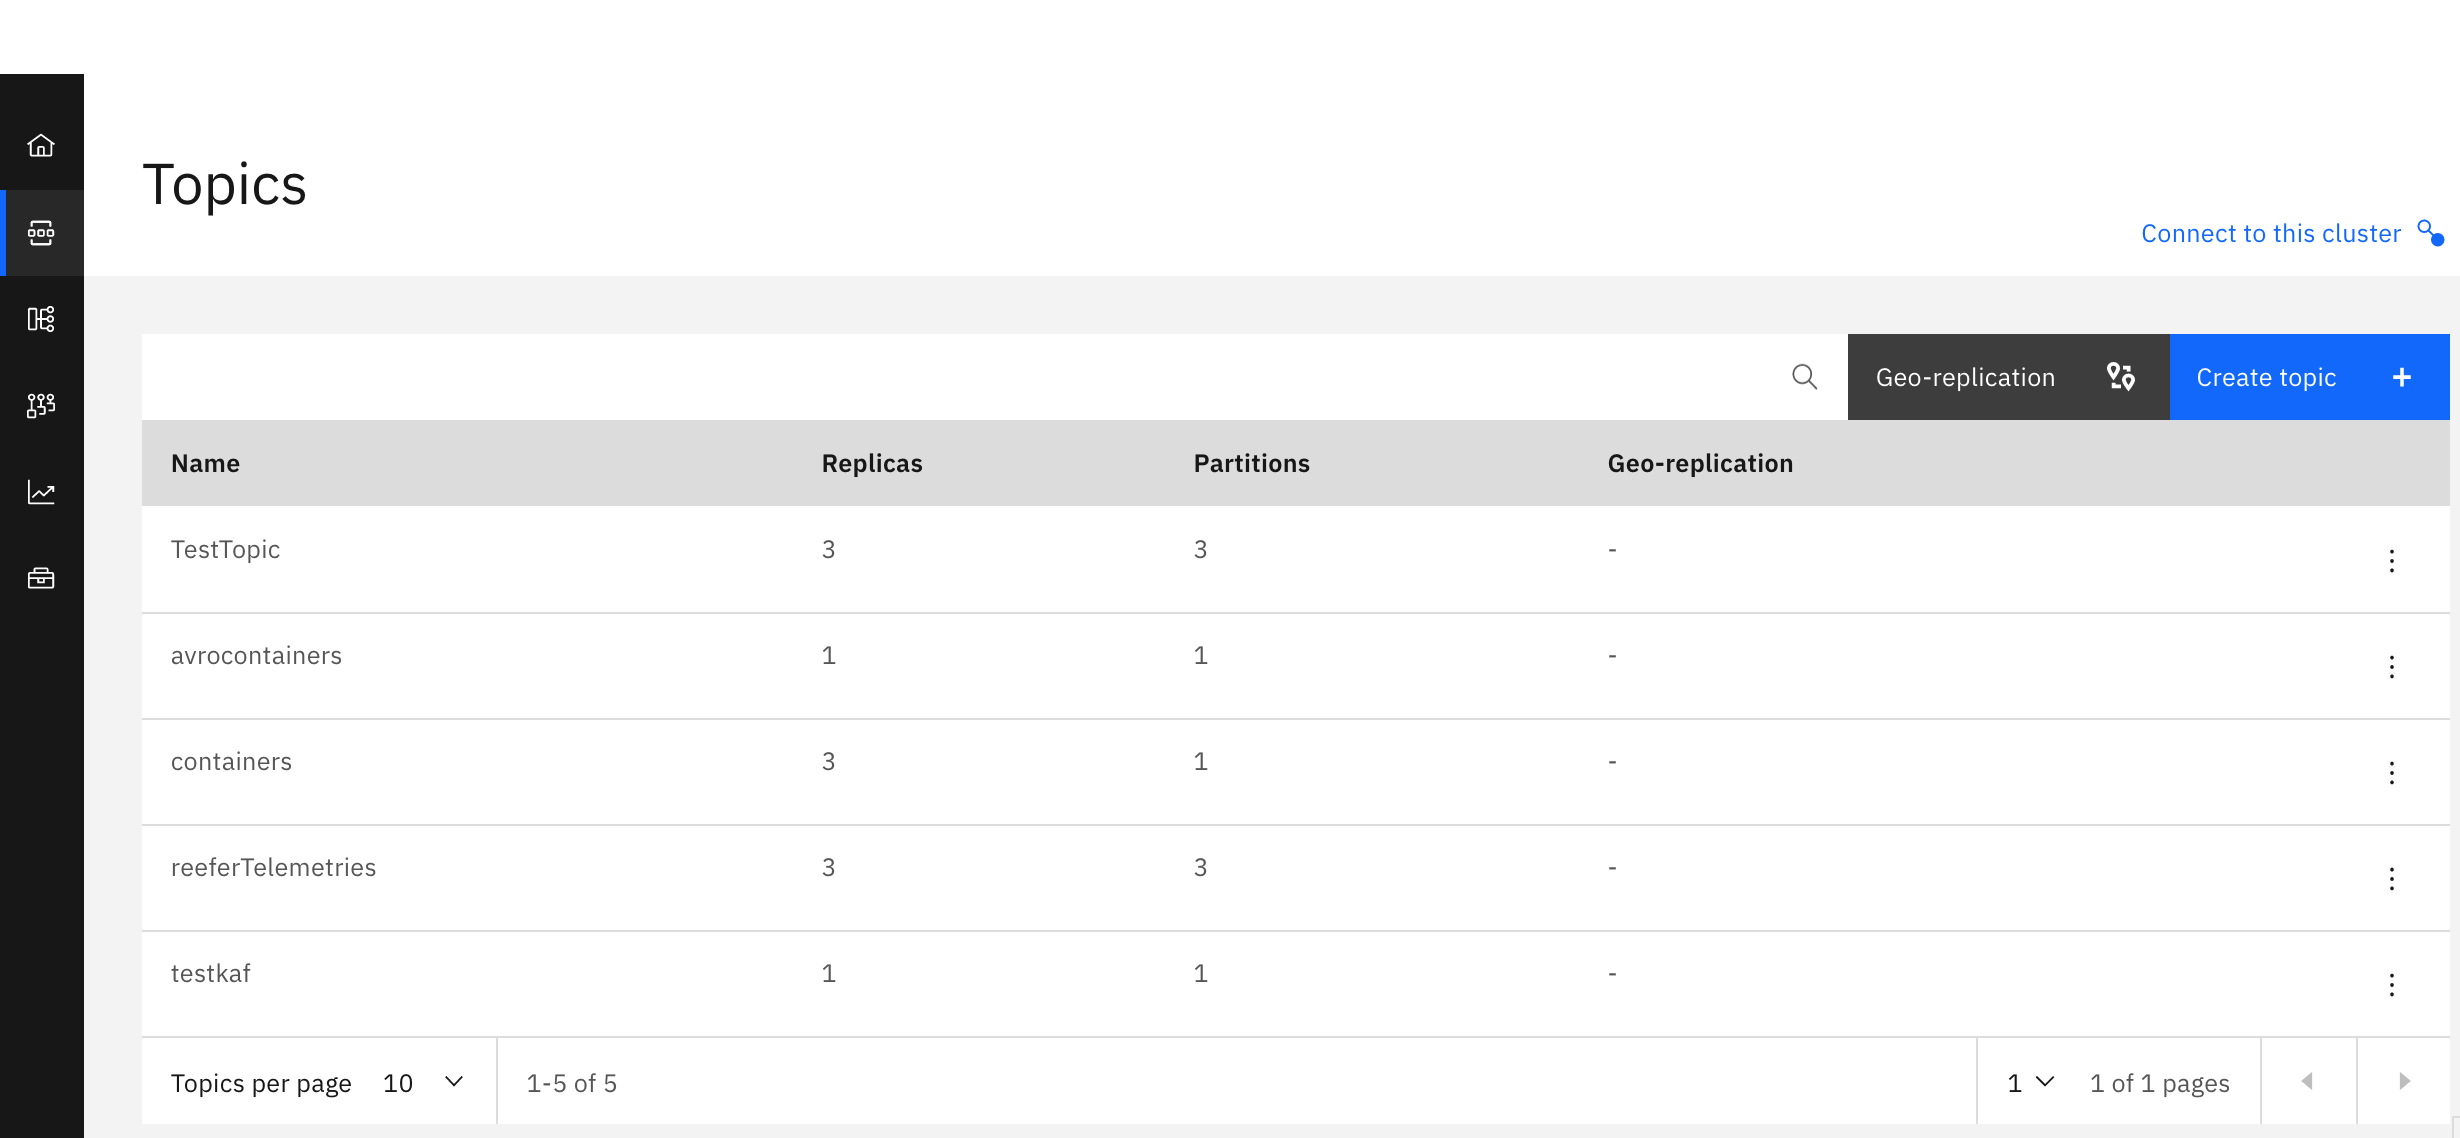 Topics
Connect to this cluster
Geo-replication Create topic +
Name Replicas Partitions Geo-replication
TestTopic 3 3 -
avrocontainers 1 1 -
containers 3 1 -
reeferTelemetries 3 3 -
testkaf 1 1 -
Topics per page 10 1-5 of 5 1 1 of 1 pages